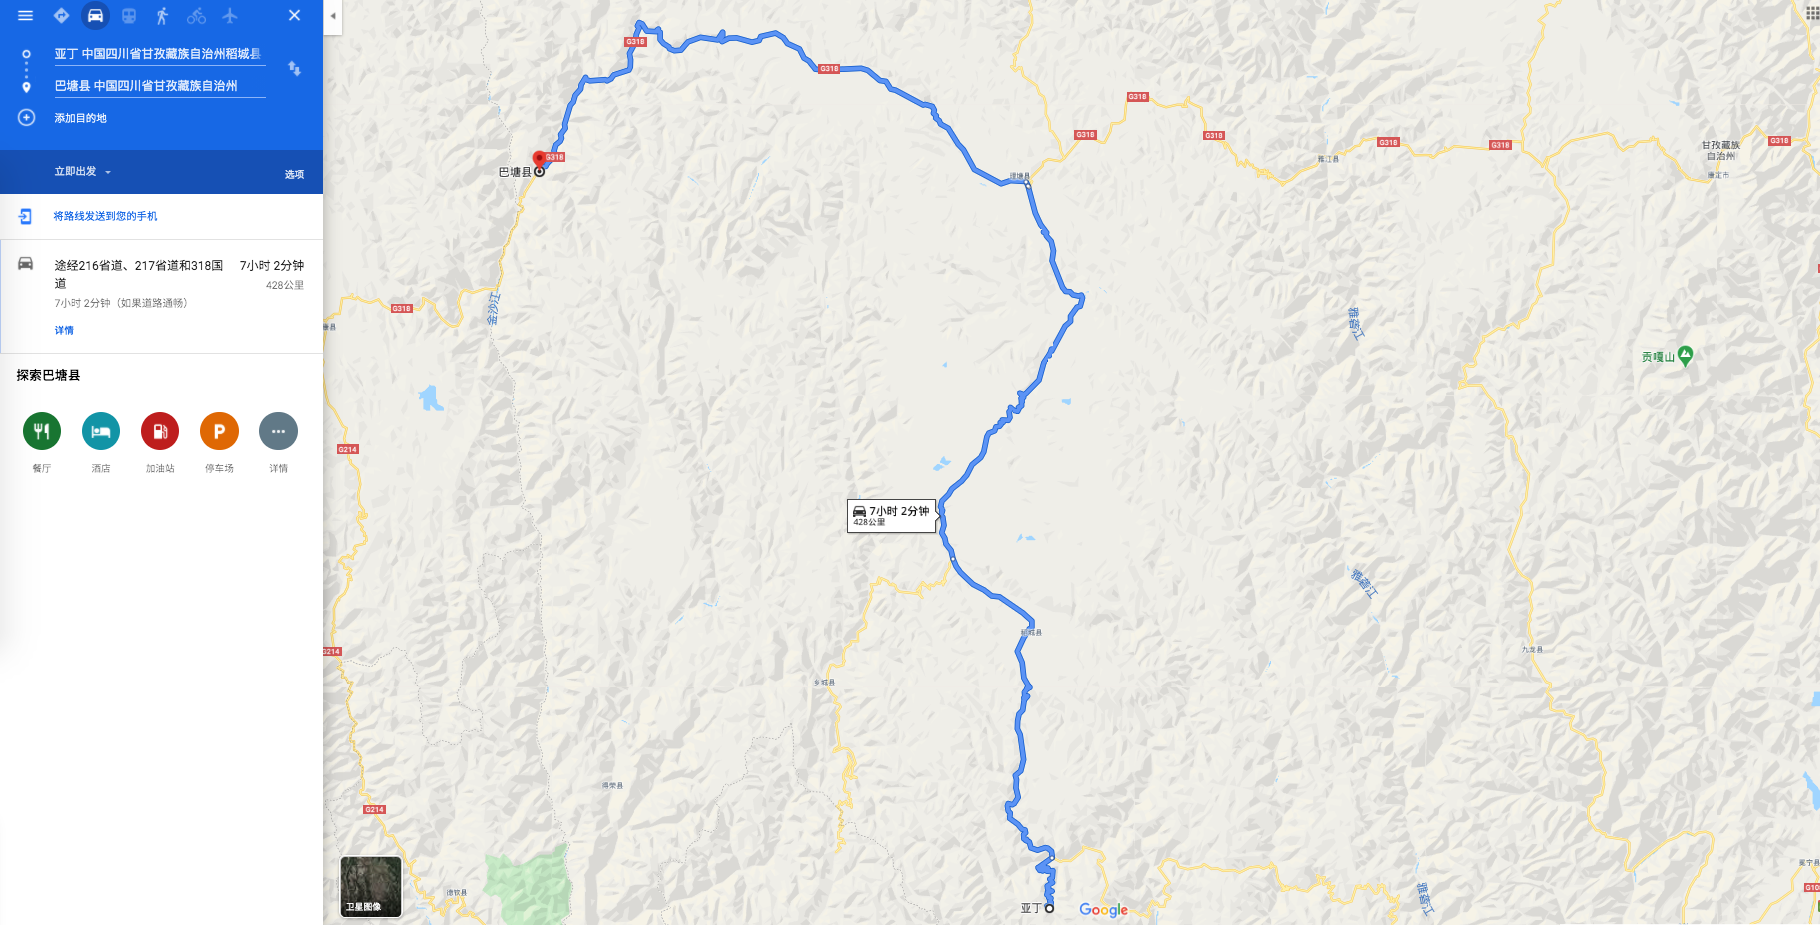 亚丁 中国四川省甘孜藏族自治州稻城县
巴塘县 中国四川省甘孜藏族自治州
添加目的地
立即出发
选项
将路线发送到您的手机
途经216省道、217省道和318国道
7小时 2分钟
428公里
7小时 2分钟（如果道路通畅）
详情
探索巴塘县
餐厅
酒店
加油站
P
停车场
详情
G318
G318
G318
巴塘县
G318
G318
G318
G318
G318
G318
理塘县
雅江县
甘孜藏族
自治州
康定市
金沙江
G318
康县
雅砻江
贡嘎山
G214
7小时 2分钟
428公里
雅砻江
稻城县
九龙县
G214
乡城县
得荣县
G214
德钦县
雅砻江
冕宁县
G10
卫星图像
亚丁
Google